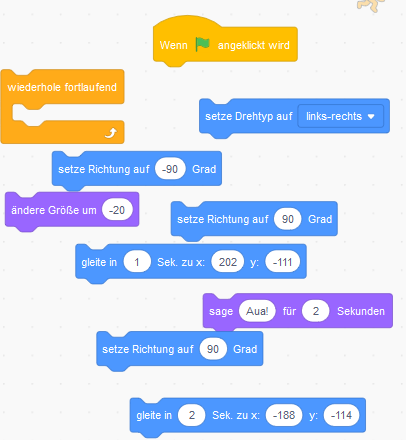 Wenn angeklickt wird
wiederhole fortlaufend
setze Drehtyp auf links-rechts
setze Richtung auf -90 Grad
ändere Größe um -20
setze Richtung auf 90 Grad
gleite in 1 Sek. zu x: 202 y: -111
sage Aua! für 2 Sekunden
setze Richtung auf 90 Grad
gleite in 2 Sek. zu x: -188 y: -114